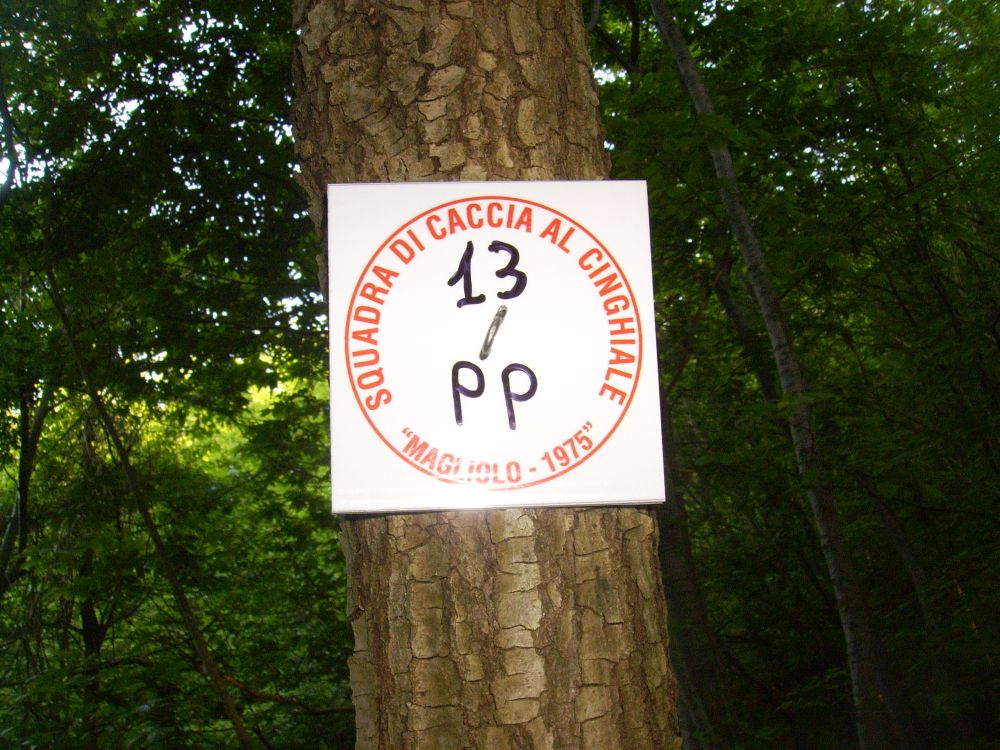 SQUADRA DI CACCIA AL CINGHIALE
13
PP
"MAGLIOLO - 1975"